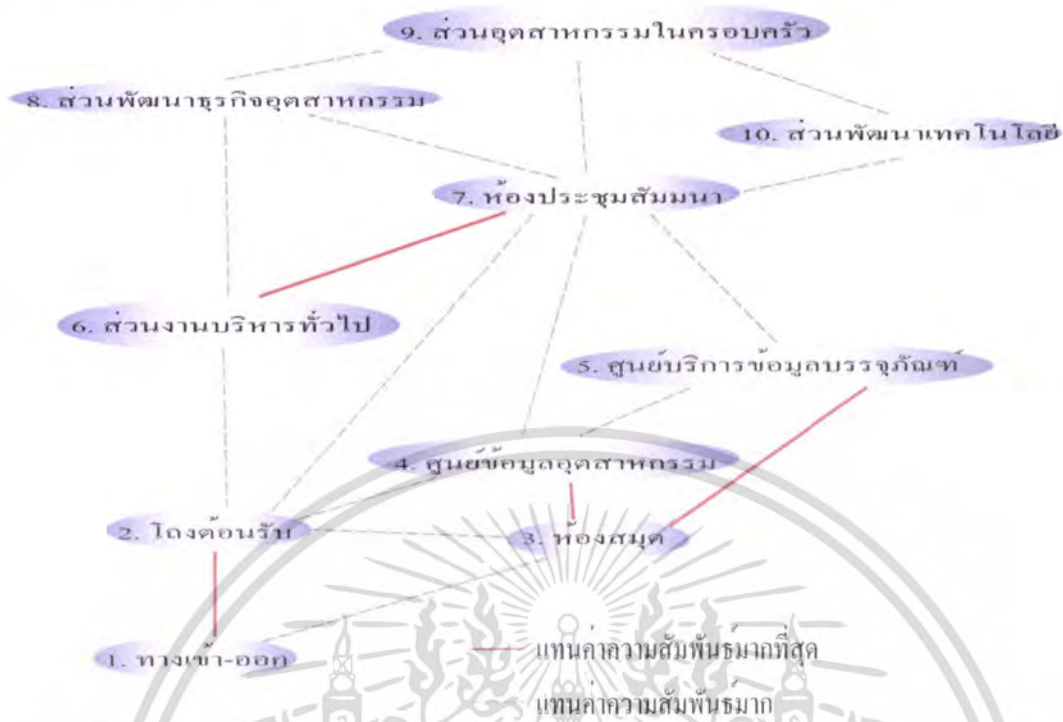 9. ส่วนอุตสาหกรรมในครอบครัว
8. ส่วนพัฒนาธุรกิจอุตสาหกรรม
10. ส่วนพัฒนาเทคโนโลยี
7. ห้องประชุมสัมมนา
6. ส่วนงานบริหารทั่วไป
5. ศูนย์บริการข้อมูลบรรจุภัณฑ์
4. ศูนย์ข้อมูลอุตสาหกรรม
2. โถงต้อนรับ
3. ห้องสมุด
1. ทางเข้า-ออก
แทนค่าความสัมพันธ์มากที่สุด
แทนค่าความสัมพันธ์มาก